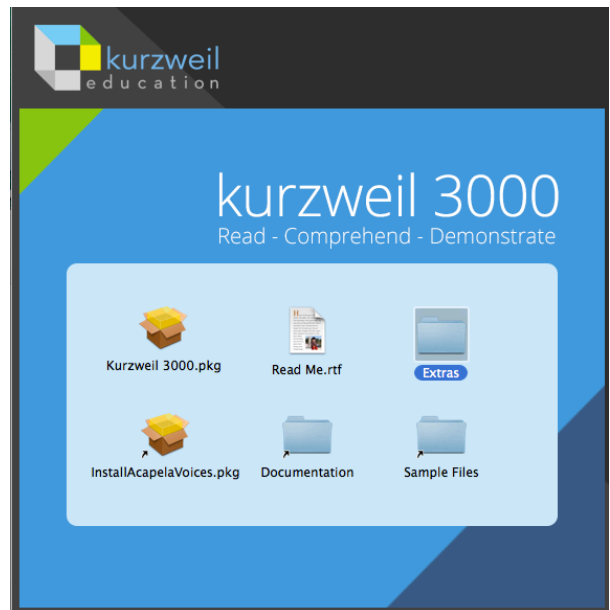 kurzweil
education
kurzweil 3000
Read - Comprehend - Demonstrate
Kurzweil 3000.pkg
Read Me.rtf
Extras
InstallAcapelaVoices.pkg
Documentation
Sample Files